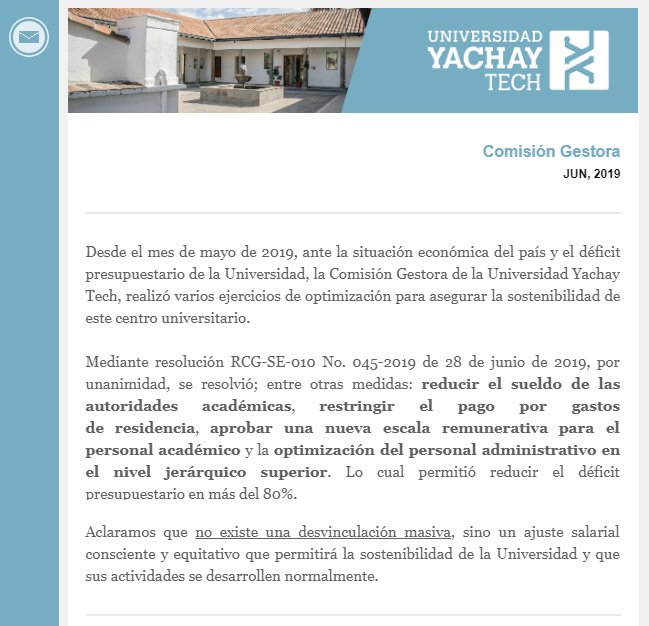 UNIVERSIDAD
YACHAY
TECH
Comisión Gestora
JUN, 2019
Desde el mes de mayo de 2019, ante la situación económica del país y el déficit
presupuestario de la Universidad, la Comisión Gestora de la Universidad Yachay
Tech, realizó varios ejercicios de optimización para asegurar la sostenibilidad de
este centro universitario.
Mediante resolución RCG-SE-010 No. 045-2019 de 28 de junio de 2019, por
unanimidad, se resolvió; entre otras medidas: reducir el sueldo de las
autoridades académicas, restringir el pago por gastos
de residencia, aprobar una nueva escala remunerativa para el
personal académico y la optimización del personal administrativo en
el nivel jerárquico superior. Lo cual permitió reducir el déficit
presupuestario en más del 80%.
Aclaramos que no existe una desvinculación masiva, sino un ajuste salarial
consciente y equitativo que permitirá la sostenibilidad de la Universidad y que
sus actividades se desarrollen normalmente.